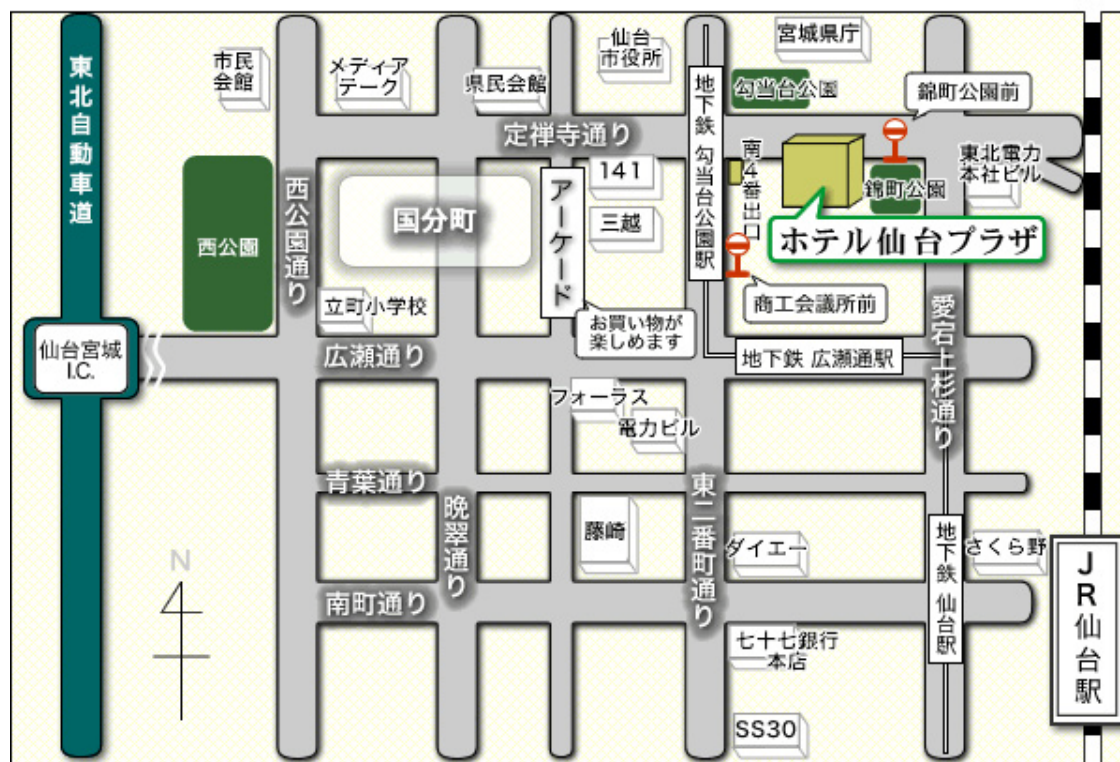 東北自動車道
市民
会館
メディア
テーク
県民会館
仙台
市役所
宮城県庁
地下鉄 勾当台公園駅
勾当台公園
錦町公園前
定禅寺通り
南4番出口
東北電力
本社ビル
錦町公園
西公園
西公園通り
国分町
アーケード
141
三越
ホテル仙台プラザ
商工会議所前
立町小学校
お買い物が
楽しめます
愛宕上杉通り
仙台宮城
I.C.
広瀬通り
地下鉄 広瀬通駅
フォーラス
電力ビル
青葉通り
晩翠通り
藤崎
東二番町通り
ダイエー
地下鉄 仙台駅
さくら野
JR仙台駅
N
南町通り
七十七銀行
本店
SS30